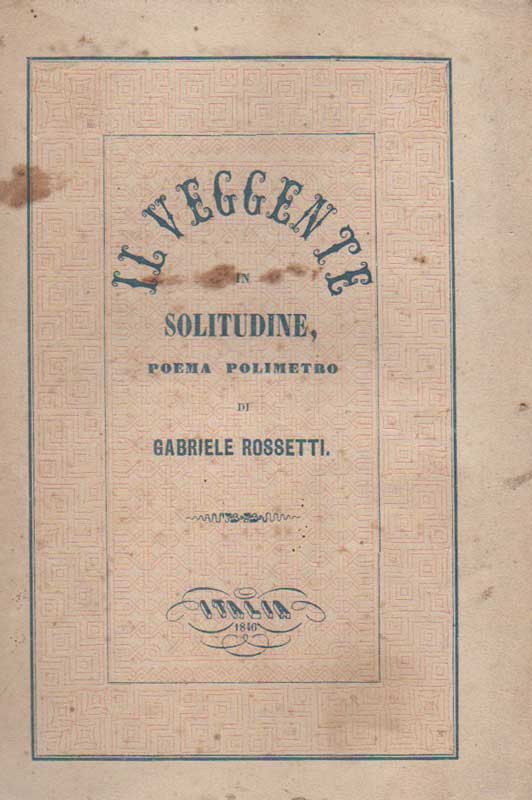 IL VEGGENTE
IN
SOLITUDINE,
POEMA POLIMETRO
DI
GABRIELE ROSSETTI.
ITALIA
1846